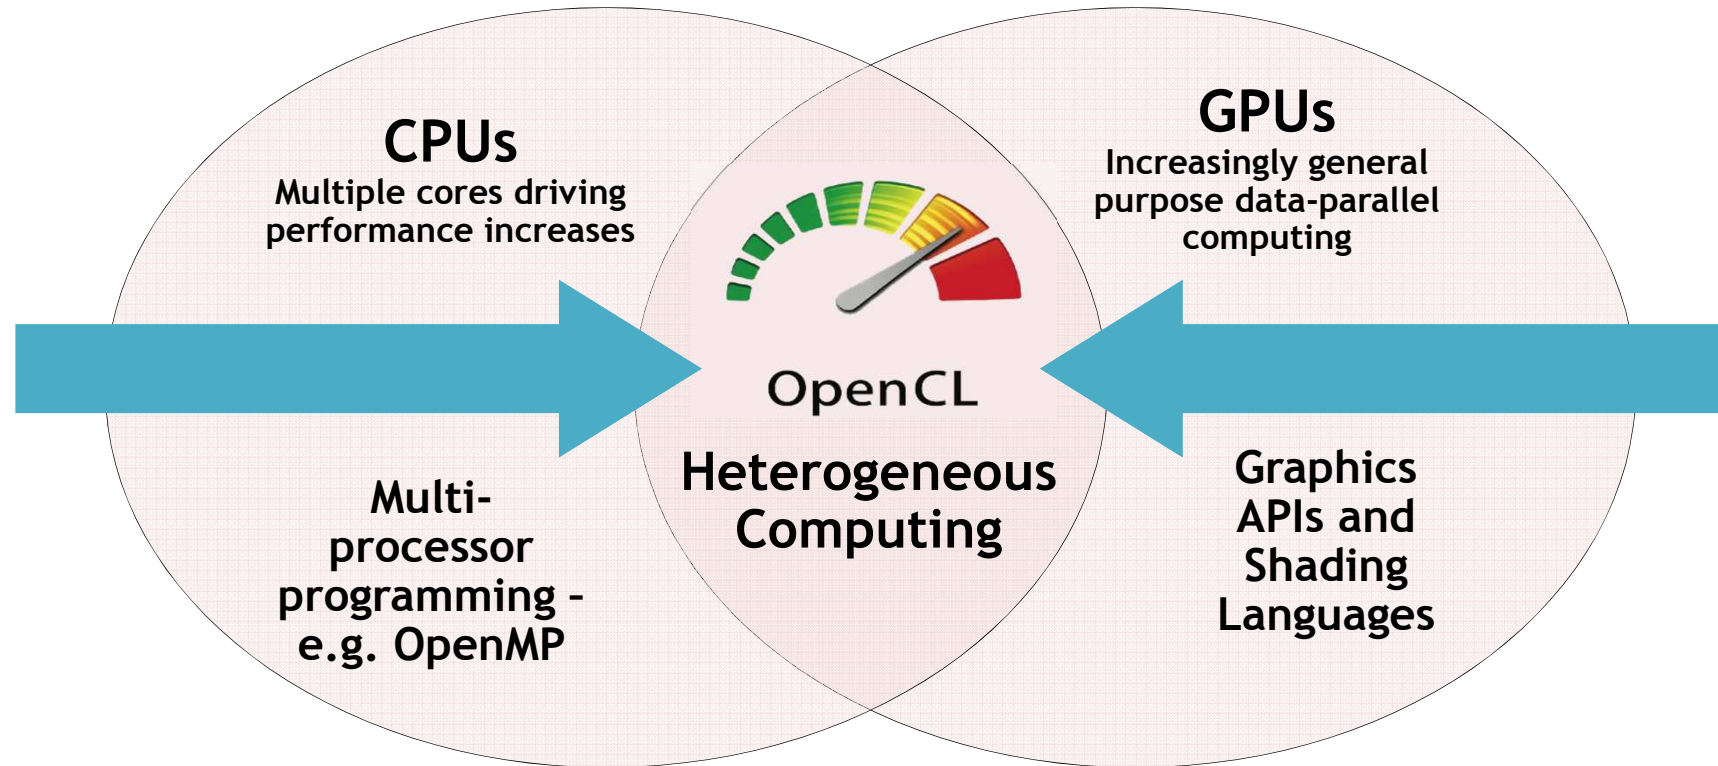 CPUs
Multiple cores driving
performance increases
Multi-
processor
programming –
e.g. OpenMP
OpenCL
Heterogeneous
Computing
GPUs
Increasingly general
purpose data-parallel
computing
Graphics
APIs and
Shading
Languages